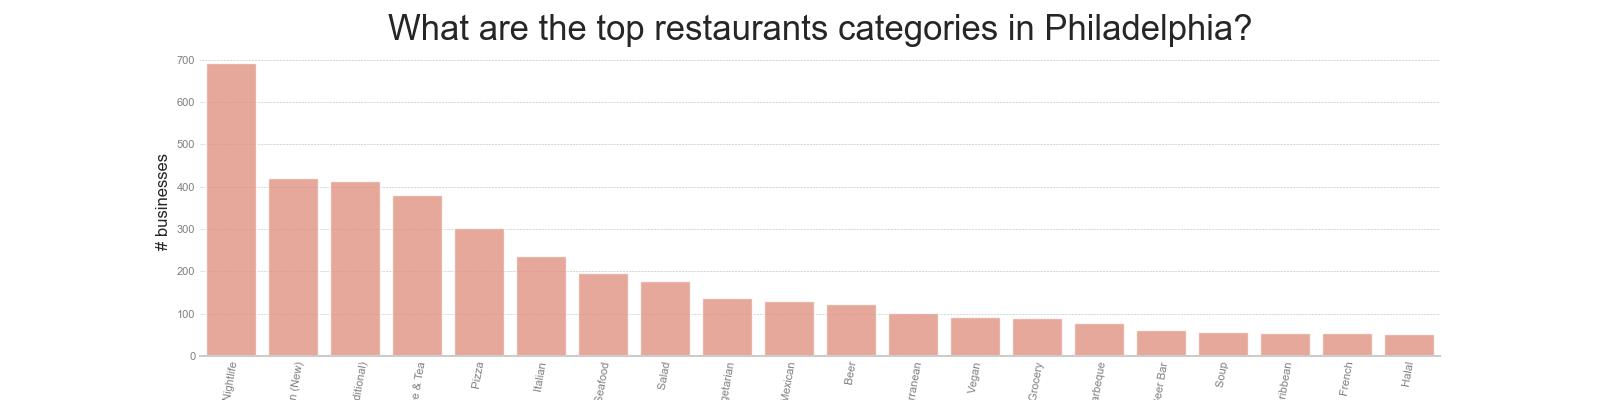 What are the top restaurants categories in Philadelphia?
# businesses
700
600
500
400
300
200
100
0
Nightlife
n (New)
ditional)
e & Tea
Pizza
Italian
Seafood
Salad
getarian
Mexican
Beer
rranean
Vegan
Grocery
arbeque
eer Bar
Soup
ribbean
French
Halal